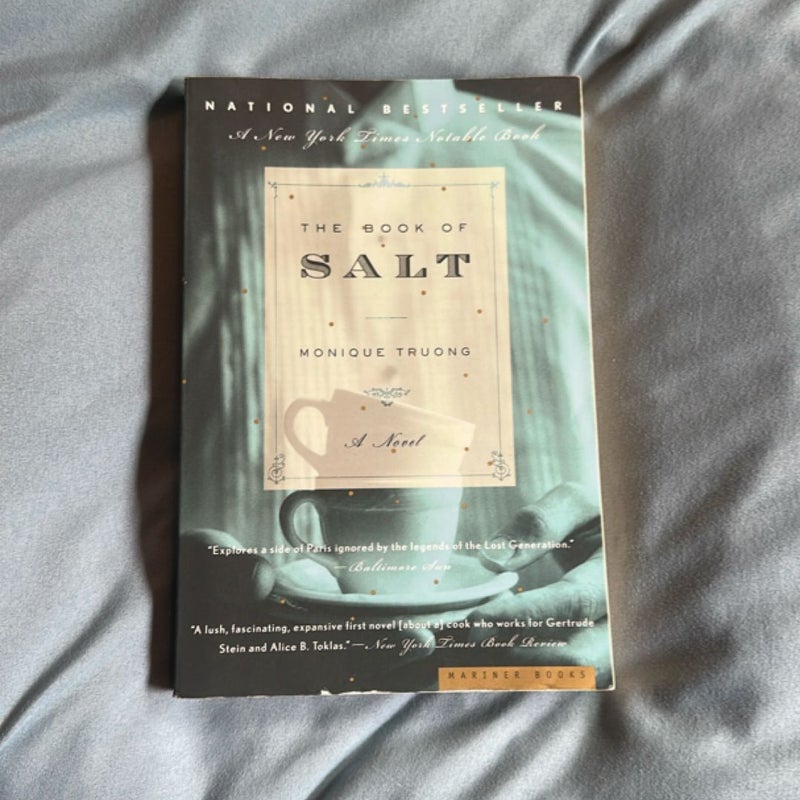 NATIONAL BESTSELLER
A New York Times Notable Book
THE BOOK OF
SALT
MONIQUE TRUONG
A Novel
"Explores a side of Paris ignored by the legends of the Lost Generation."
—Baltimore Sun
"A lush, fascinating, expansive first novel [about a] cook who works for Gertrude
Stein and Alice B. Toklas."—New York Times Book Review
MARINER BOOKS